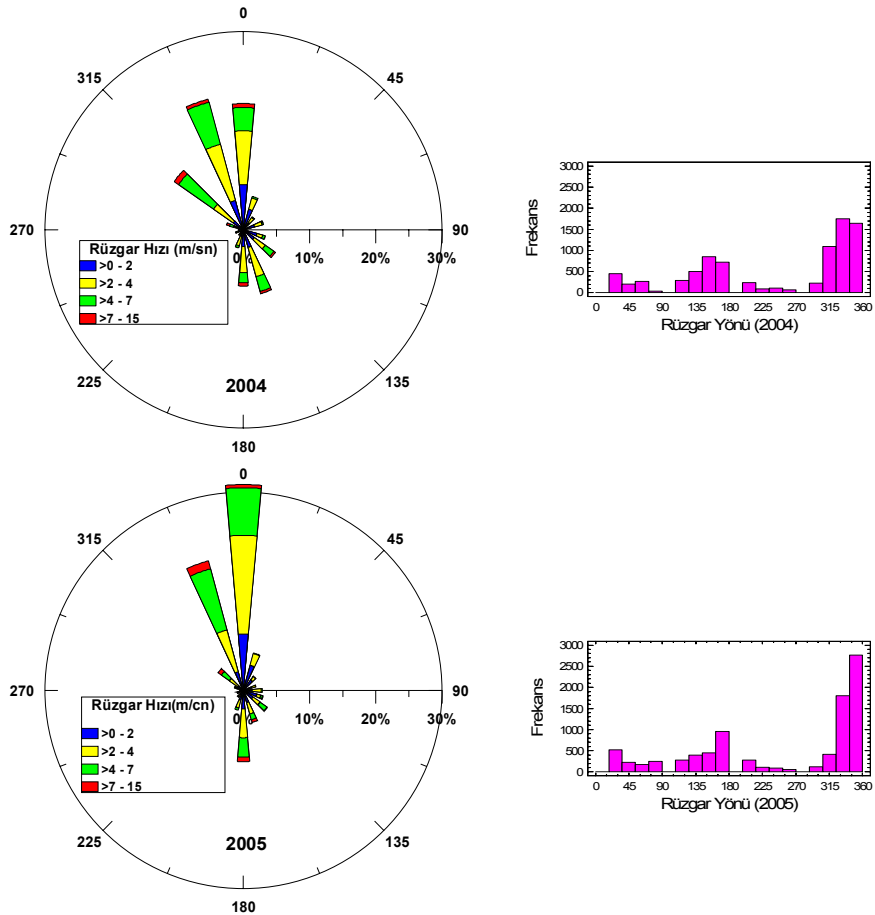 0
315
45
270
90
Rüzgar Hızı (m/sn)
>0 - 2
>2 - 4
>4 - 7
>7 - 15
0%
10%
20%
30%
225
135
2004
180
3000
2500
2000
1500
1000
500
0
Frekans
0 45 90 135 180 225 270 315 360
Rüzgar Yönü (2004)
0
315
45
270
90
Rüzgar Hızı(m/cn)
>0 - 2
>2 - 4
>4 - 7
>7 - 15
0%
10%
20%
30%
225
135
2005
180
3000
2500
2000
1500
1000
500
0
Frekans
0 45 90 135 180 225 270 315 360
Rüzgar Yönü (2005)